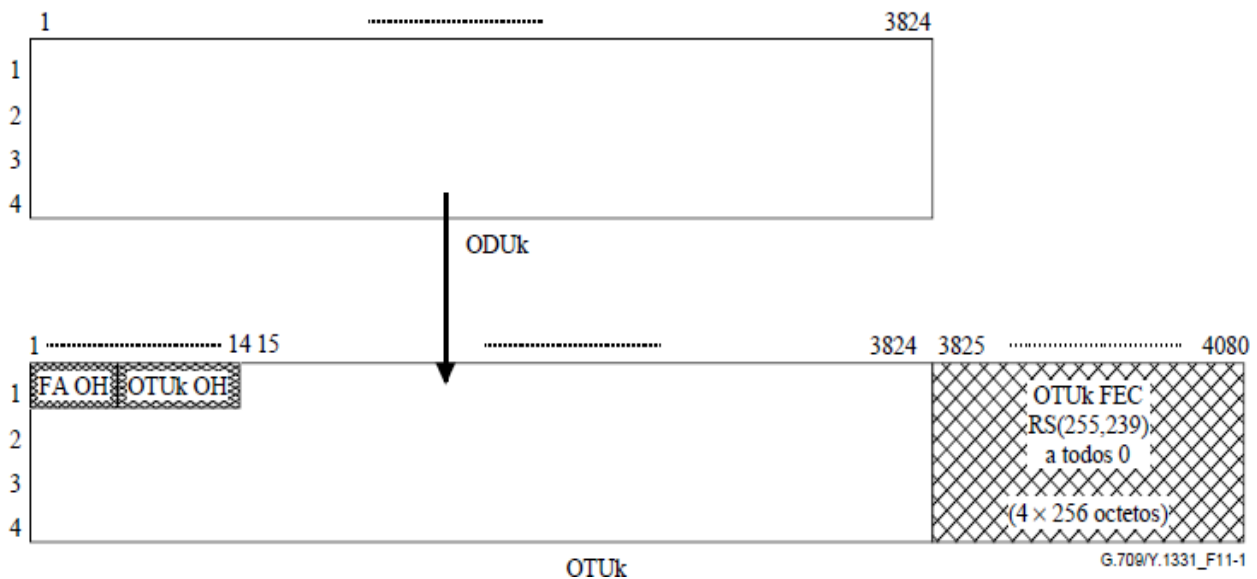 1 3824
1
2
3
4
ODUk
1 14 15 3824 3825 4080
FA OH OTUk OH
1
2
3
4
OTUk FEC
RS(255,239)
a todos 0
(4 × 256 octetos)
OTUk
G.709/Y.1331_F11-1